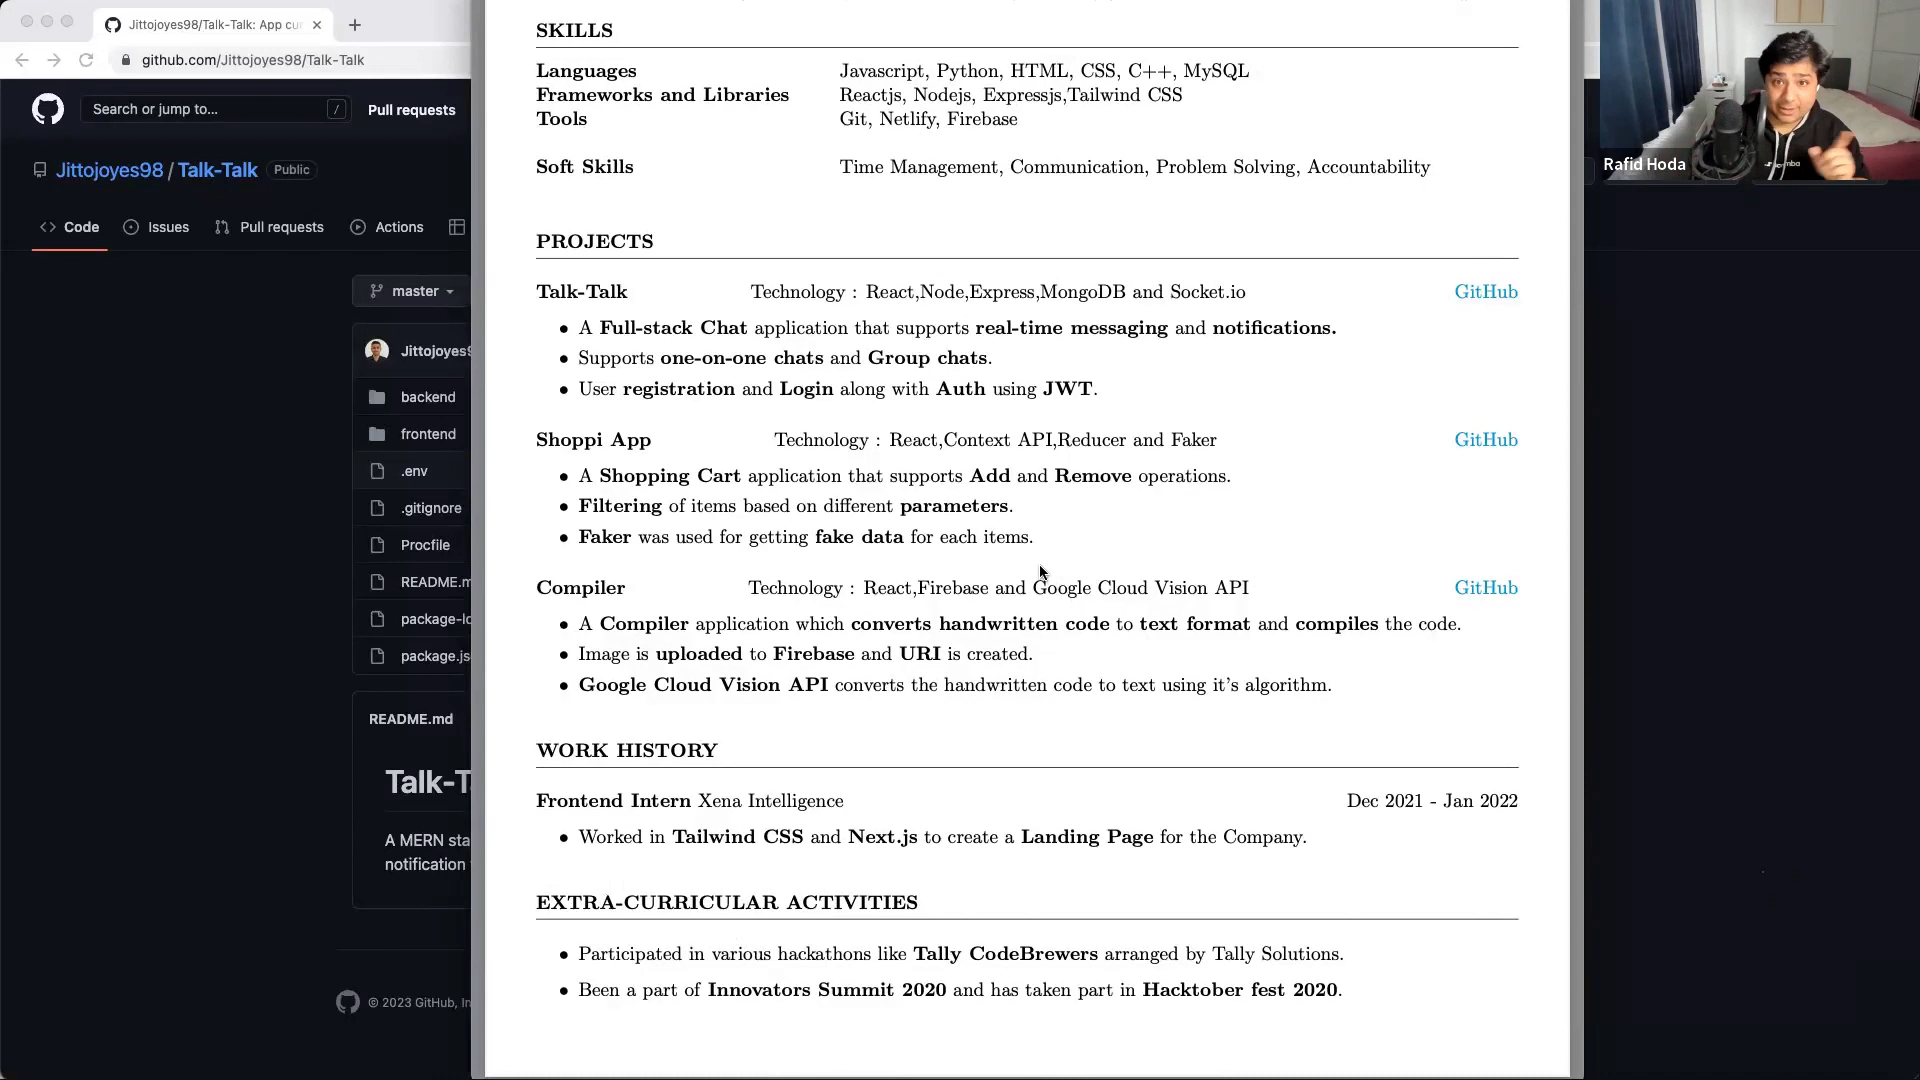 Jittojoyes98/Talk-Talk: App cu
github.com/Jittojoyes98/Talk-Talk
Search or jump to...
/
Pull requests
Jittojoyes98 / Talk-Talk
Public
Code
Issues
Pull requests
Actions
master
Jittojoyes9
backend
frontend
.env
.gitignore
Procfile
README.m
package-lo
package.js
README.md
Talk-T
A MERN sta
notification
© 2023 GitHub, In
SKILLS
Languages Javascript, Python, HTML, CSS, C++, MySQL
Frameworks and Libraries Reactjs, Nodejs, Expressjs,Tailwind CSS
Tools Git, Netlify, Firebase
Soft Skills Time Management, Communication, Problem Solving, Accountability
PROJECTS
Talk-Talk Technology : React,Node,Express,MongoDB and Socket.io GitHub
• A Full-stack Chat application that supports real-time messaging and notifications.
• Supports one-on-one chats and Group chats.
• User registration and Login along with Auth using JWT.
Shoppi App Technology : React,Context API,Reducer and Faker GitHub
• A Shopping Cart application that supports Add and Remove operations.
• Filtering of items based on different parameters.
• Faker was used for getting fake data for each items.
Compiler Technology : React,Firebase and Google Cloud Vision API GitHub
• A Compiler application which converts handwritten code to text format and compiles the code.
• Image is uploaded to Firebase and URI is created.
• Google Cloud Vision API converts the handwritten code to text using it's algorithm.
WORK HISTORY
Frontend Intern Xena Intelligence Dec 2021 - Jan 2022
• Worked in Tailwind CSS and Next.js to create a Landing Page for the Company.
EXTRA-CURRICULAR ACTIVITIES
• Participated in various hackathons like Tally CodeBrewers arranged by Tally Solutions.
• Been a part of Innovators Summit 2020 and has taken part in Hacktober fest 2020.
Rafid Hoda